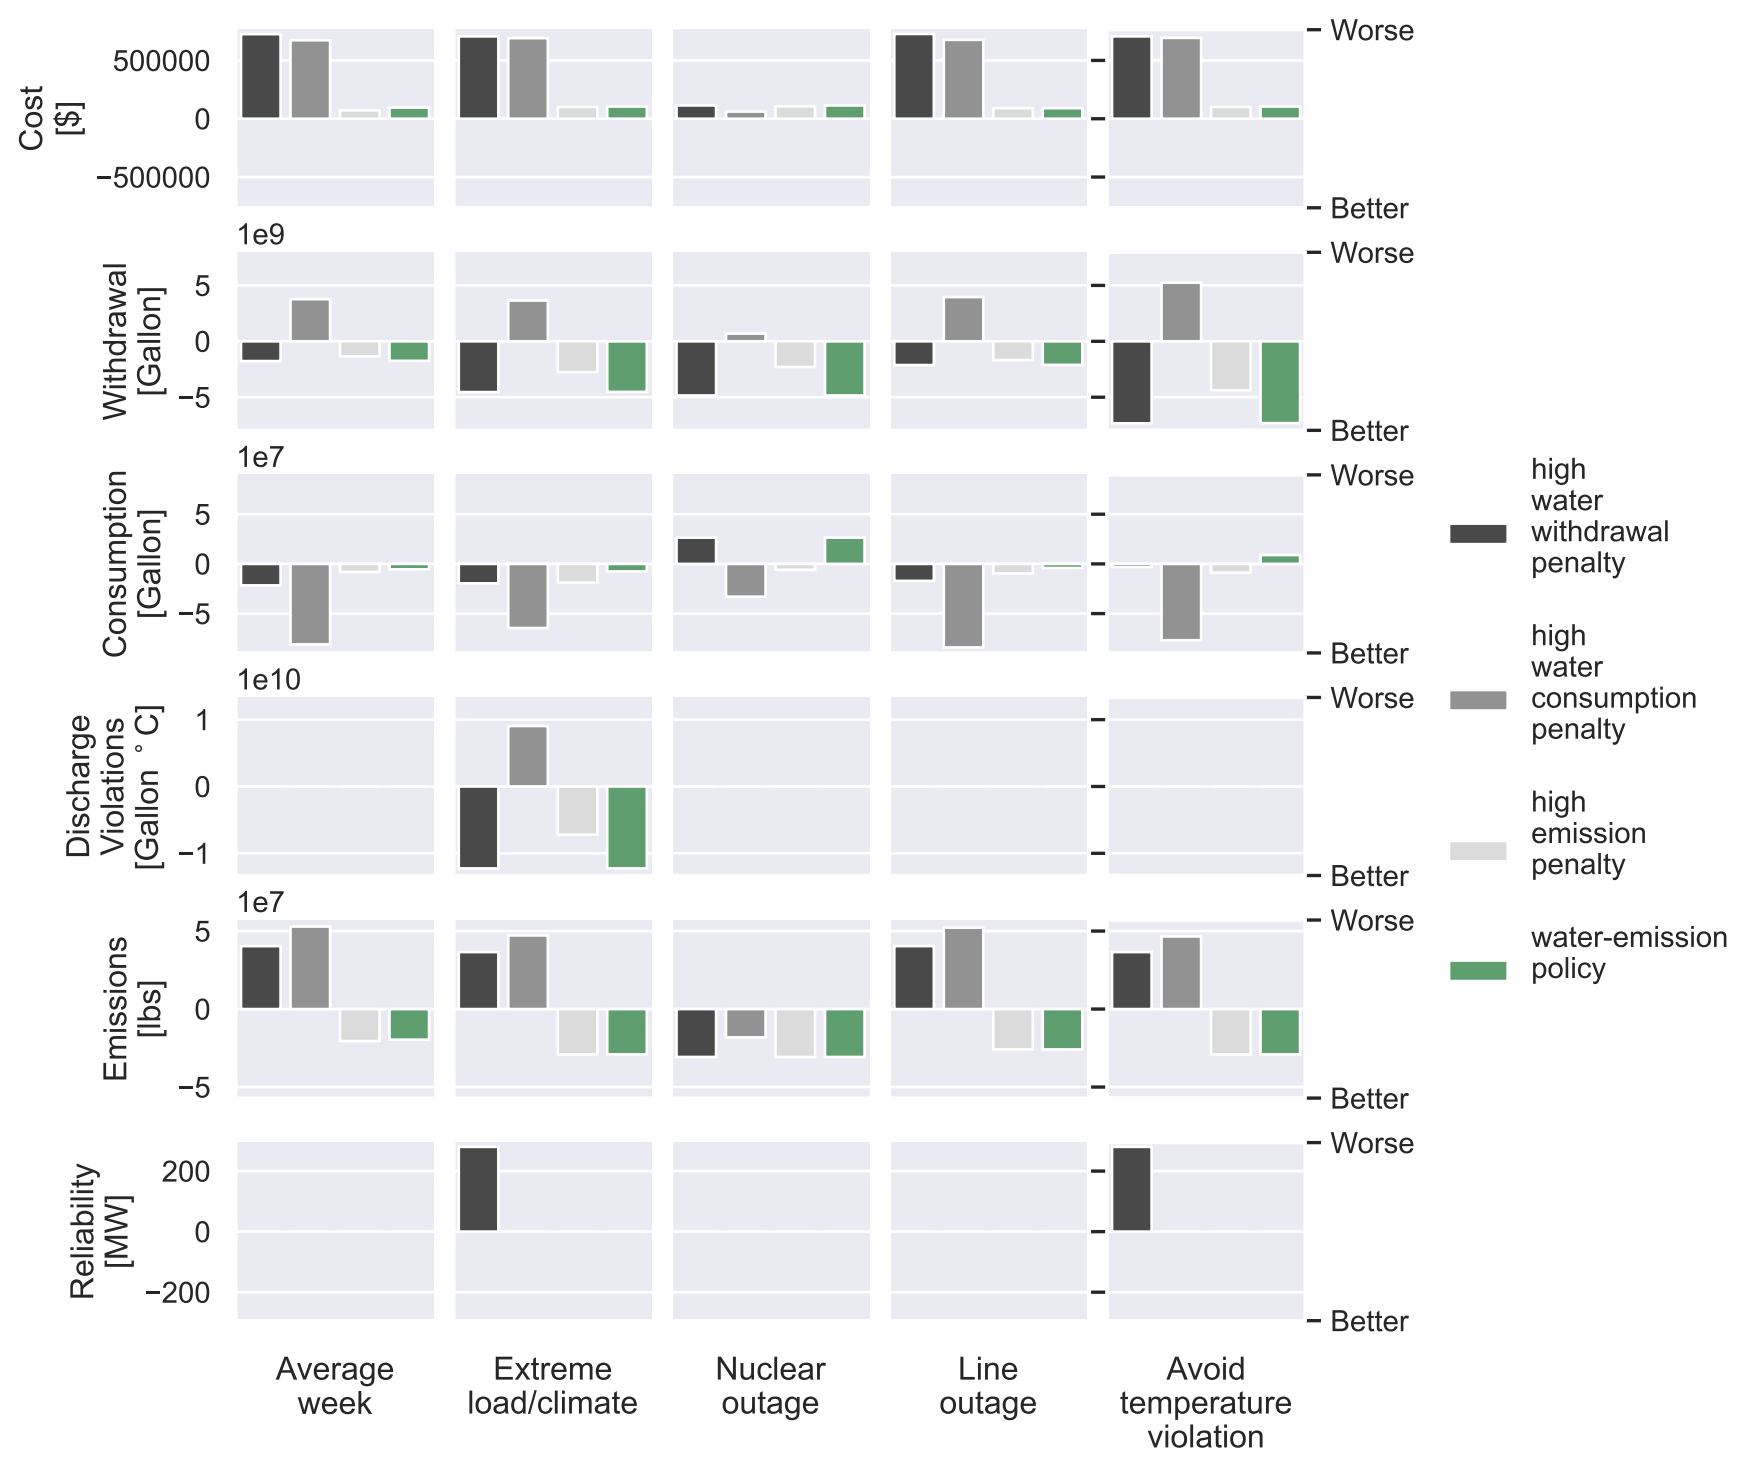 Cost
[$]
500000
0
−500000
Worse
Better
1e9
Withdrawal
[Gallon]
5
0
−5
Worse
Better
1e7
Consumption
[Gallon]
5
0
−5
Worse
Better
1e10
Discharge
Violations
[Gallon °C]
1
0
−1
Worse
Better
1e7
Emissions
[lbs]
5
0
−5
Worse
Better
Reliability
[MW]
200
0
−200
Worse
Better
Average
week
Extreme
load/climate
Nuclear
outage
Line
outage
Avoid
temperature
violation
high
water
withdrawal
penalty
high
water
consumption
penalty
high
emission
penalty
water-emission
policy